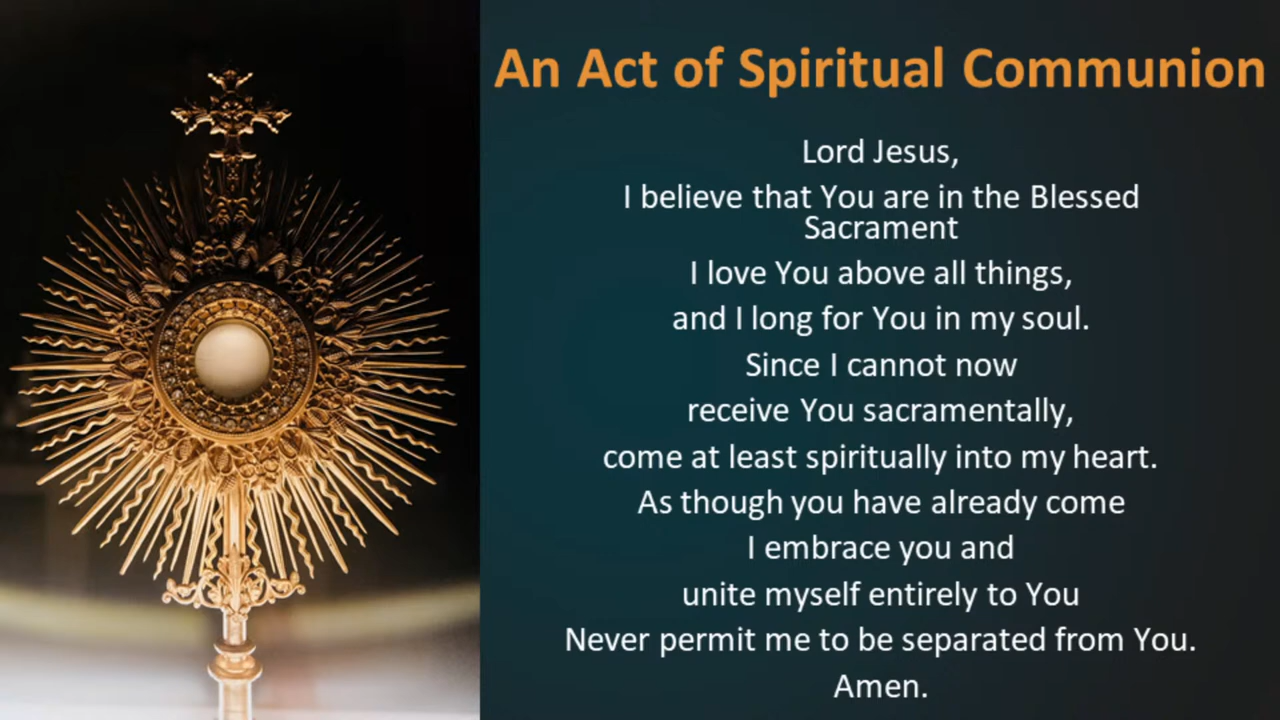 An Act of Spiritual Communion
Lord Jesus,
I believe that You are in the Blessed
Sacrament
I love You above all things,
and I long for You in my soul.
Since I cannot now
receive You sacramentally,
come at least spiritually into my heart.
As though you have already come
I embrace you and
unite myself entirely to You
Never permit me to be separated from You.
Amen.